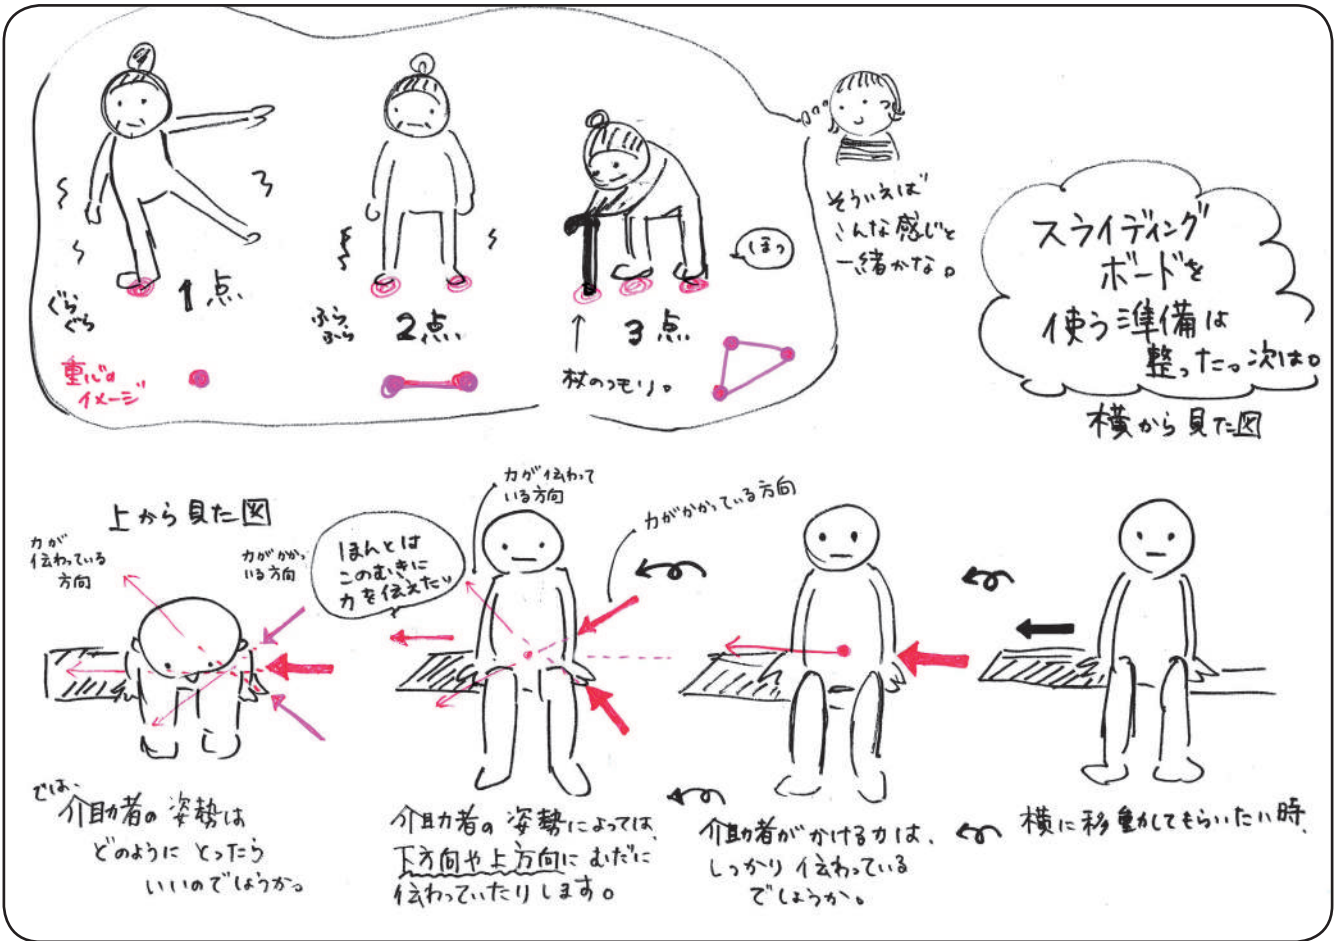 ぐら
ぐら
1点
重心の
イメージ
ふら
ふら
2点
3点
ほっ
↑
杖のつもり。
そういえば
こんな感じと
一緒かな。
スライディング
ボードを
使う準備は
整った。次は。
横から見た図
横に移動してもらいたい時
介助者がかける力は、
しっかり伝わっている
でしょうか。
力が伝わって
いる方向
力がかかっている方向
ほんとは
このむきに
力を伝えたい
介助者の姿勢によっては、
下方向や上方向にむだに
伝わっていたりします。
上から見た図
力が
伝わっている
方向
力がかかっ
いる方向
では、
介助者の姿勢は
どのようにとったら
いいのでしょうか。